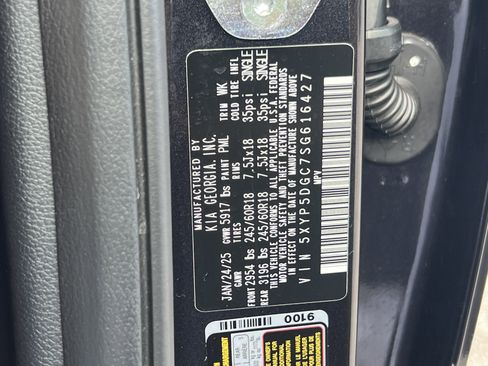 MANUFACTURED BY
KIA GEORGIA, INC.
JAN/24/25 GVWR 5917 lbs PAINT PWL TRIM WK
GAWR TIRES RIMS COLD TIRE INFL
FRONT 2954 lbs 245/60R18 7.5Jx18 35psi SINGLE
REAR 3196 lbs 245/60R18 7.5Jx18 35psi SINGLE
THIS VEHICLE CONFORMS TO ALL APPLICABLE U.S.A. FEDERAL
MOTOR VEHICLE SAFETY AND THEFT PREVENTION STANDARDS
IN EFFECT ON THE DATE OF MANUFACTURE SHOWN ABOVE
VIN 5XYP5DGC7SG616427
MPV
9100